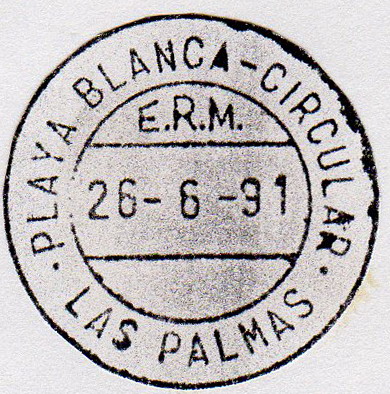 PLAYA BLANCA-CIRCULAR
E.R.M.
26- 6 -91
· LAS PALMAS ·